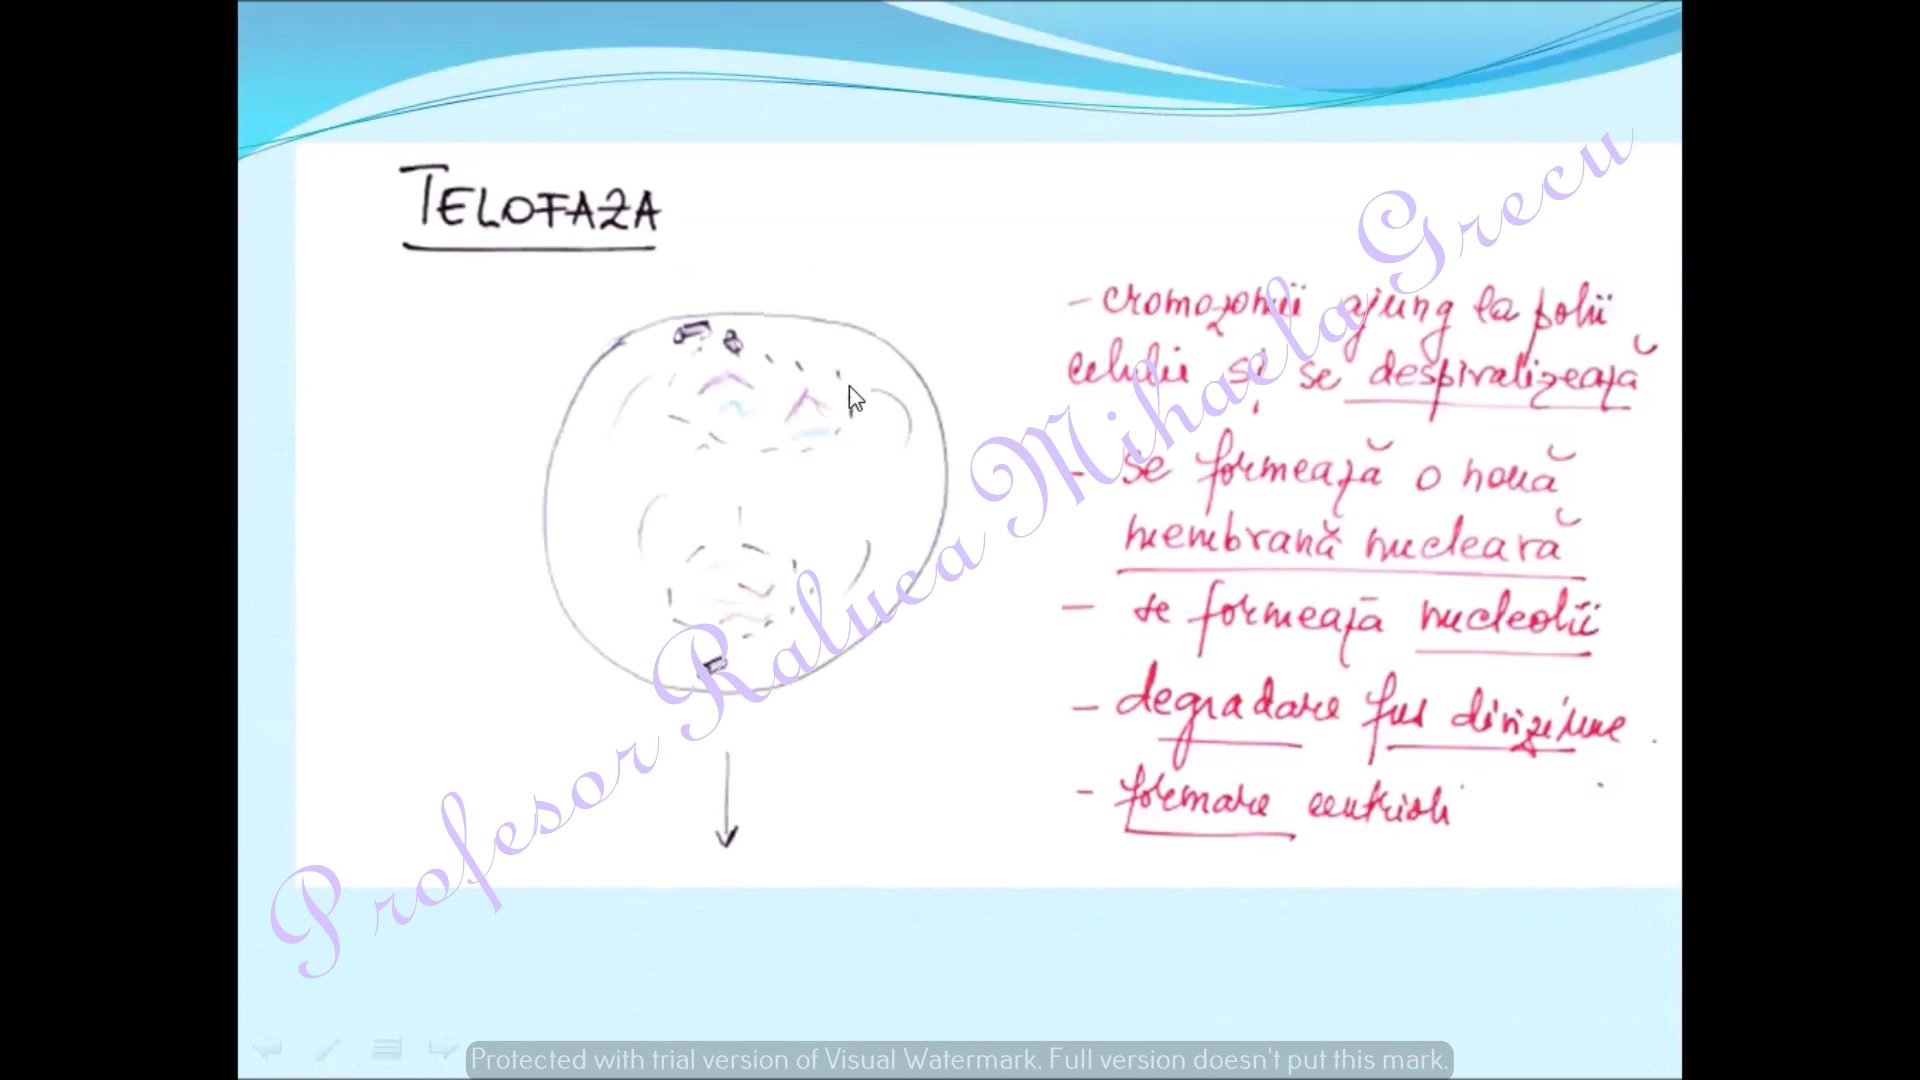 TELOFAZA
- cromozomii ajung la polii
celulei și se despiralizează
- se formează o nouă
membrană nucleară
- se formează nucleolii
- degradare fus diviziune
- formare centrioli
Profesor Raluca Mihaela Grecu
Protected with trial version of Visual Watermark. Full version doesn't put this mark.